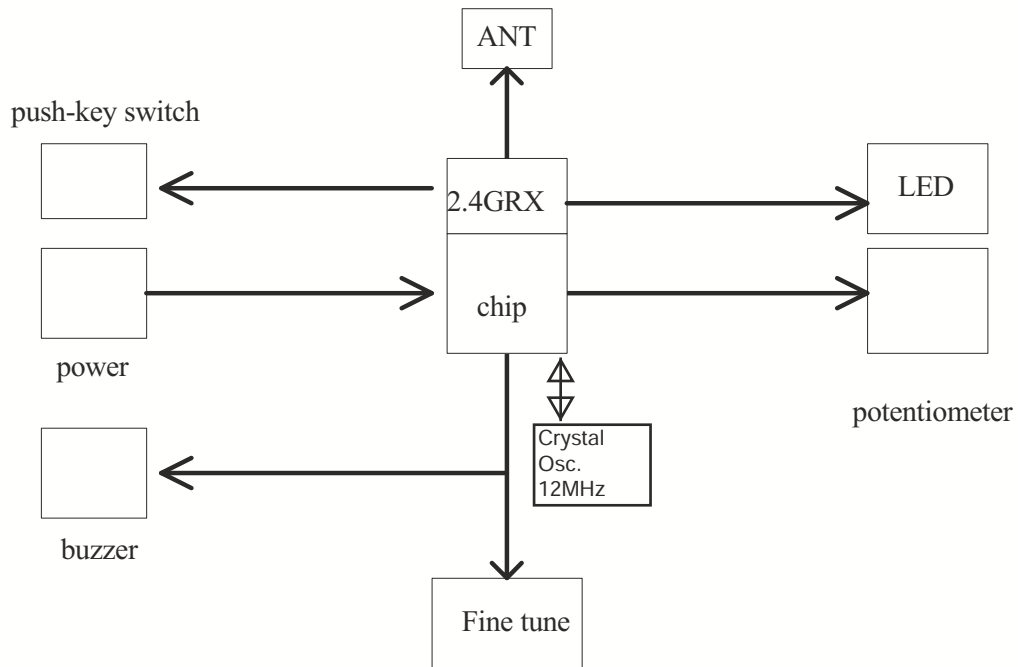 ANT
push-key switch
2.4GRX
LED
chip
power
potentiometer
Crystal
Osc.
12MHz
buzzer
Fine tune